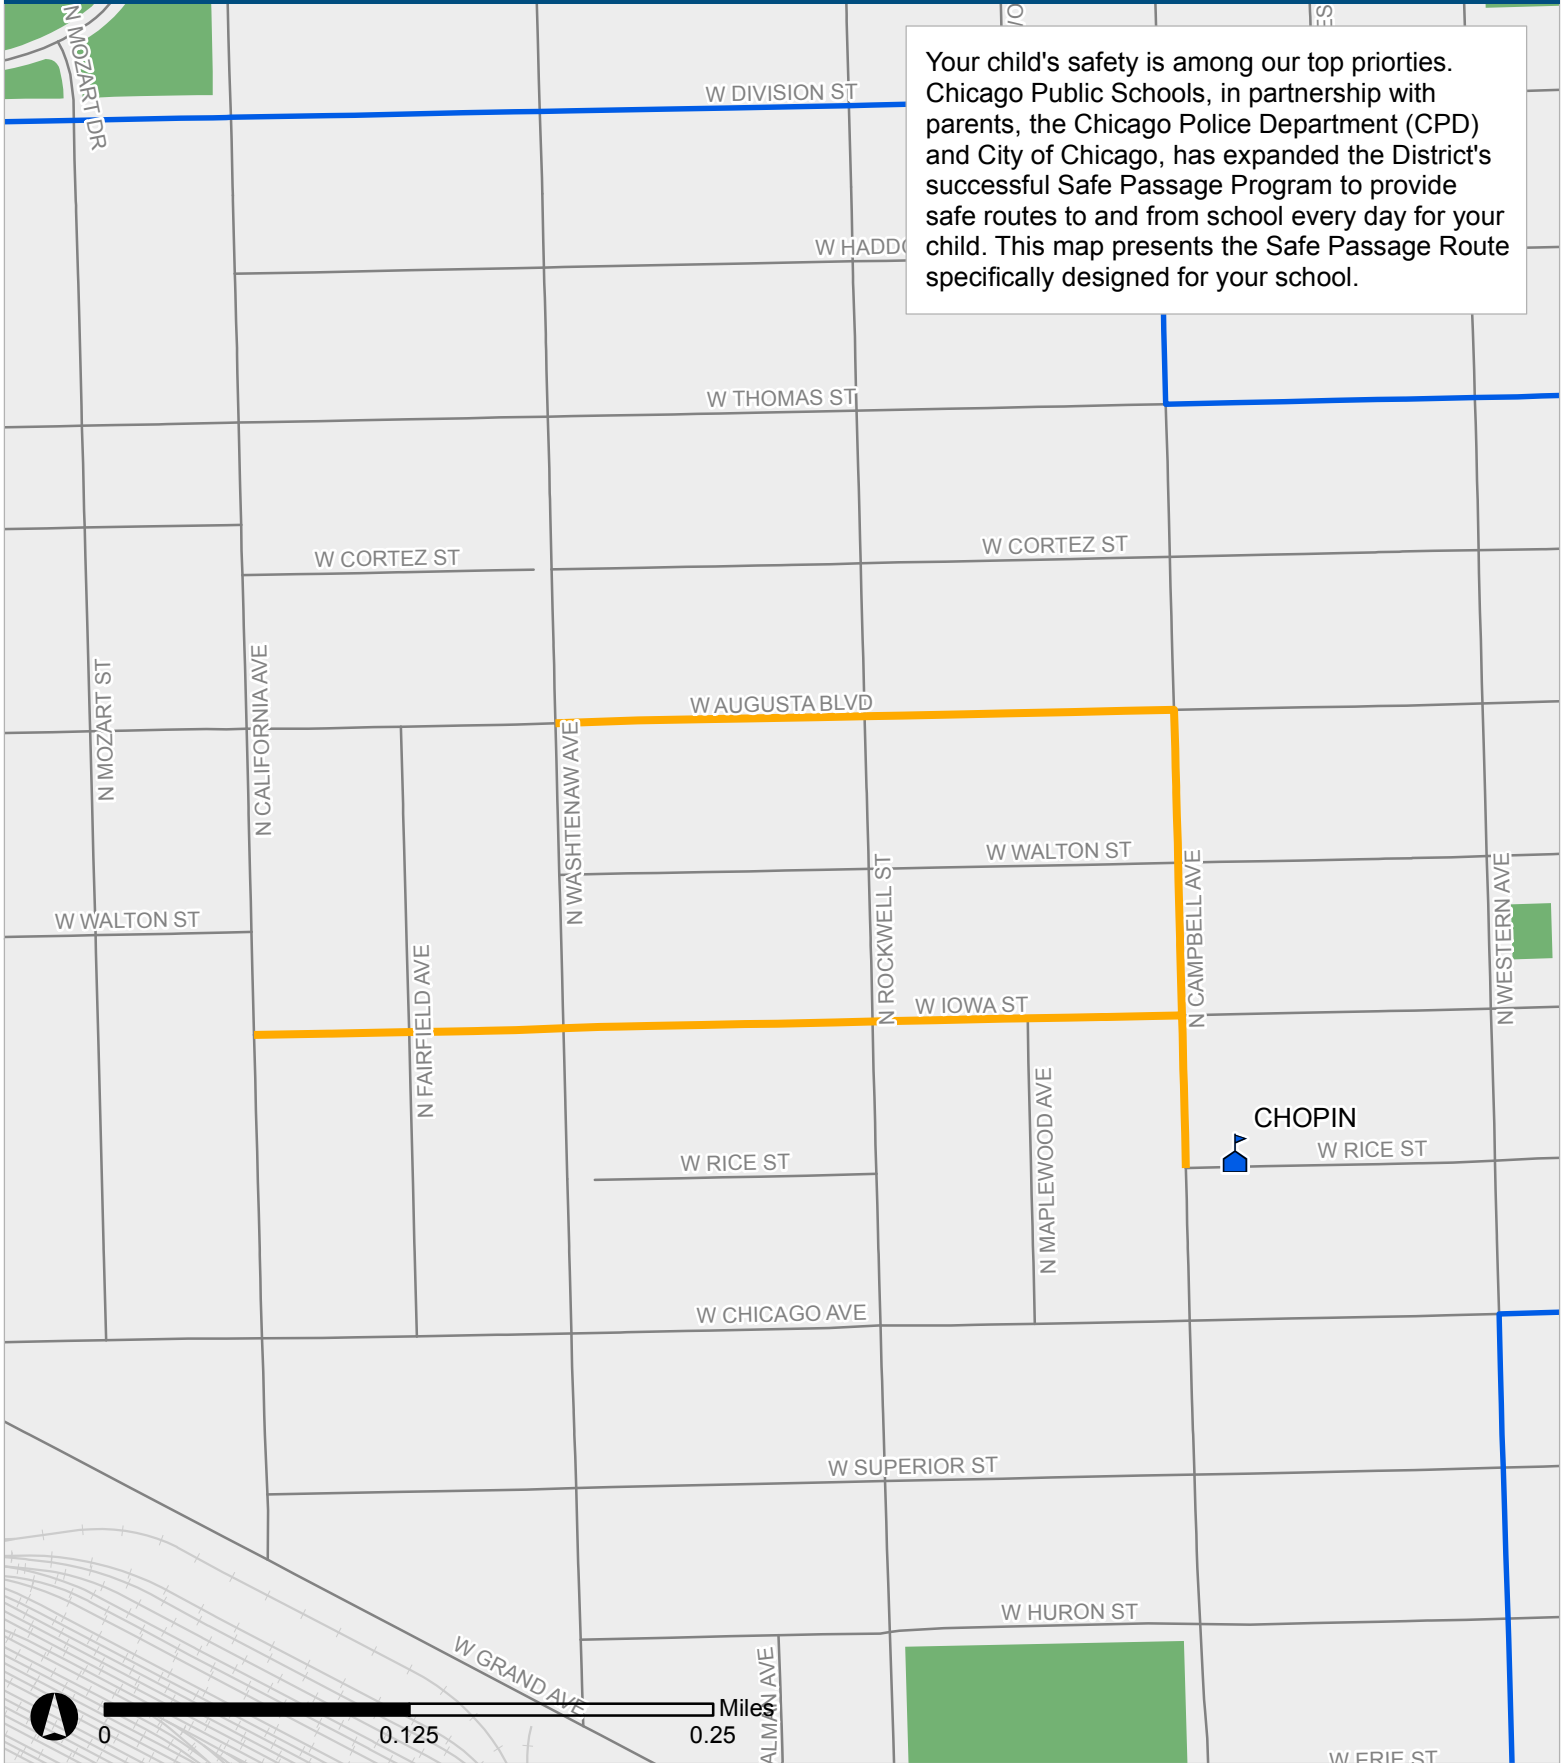 N MOZART DR
W DIVISION ST
Your child's safety is among our top priorties.
Chicago Public Schools, in partnership with
parents, the Chicago Police Department (CPD)
and City of Chicago, has expanded the District's
successful Safe Passage Program to provide
safe routes to and from school every day for your
child. This map presents the Safe Passage Route
specifically designed for your school.
W HADDO
W THOMAS ST
W CORTEZ ST
W CORTEZ ST
N MOZART ST
N CALIFORNIA AVE
W AUGUSTA BLVD
N WASHTENAW AVE
W WALTON ST
N ROCKWELL ST
N CAMPBELL AVE
N WESTERN AVE
W WALTON ST
N FAIRFIELD AVE
W IOWA ST
N MAPLEWOOD AVE
CHOPIN
W RICE ST
W RICE ST
W CHICAGO AVE
W SUPERIOR ST
W HURON ST
W GRAND AVE
ALMAN AVE
Miles
0 0.125 0.25
W ERIE ST